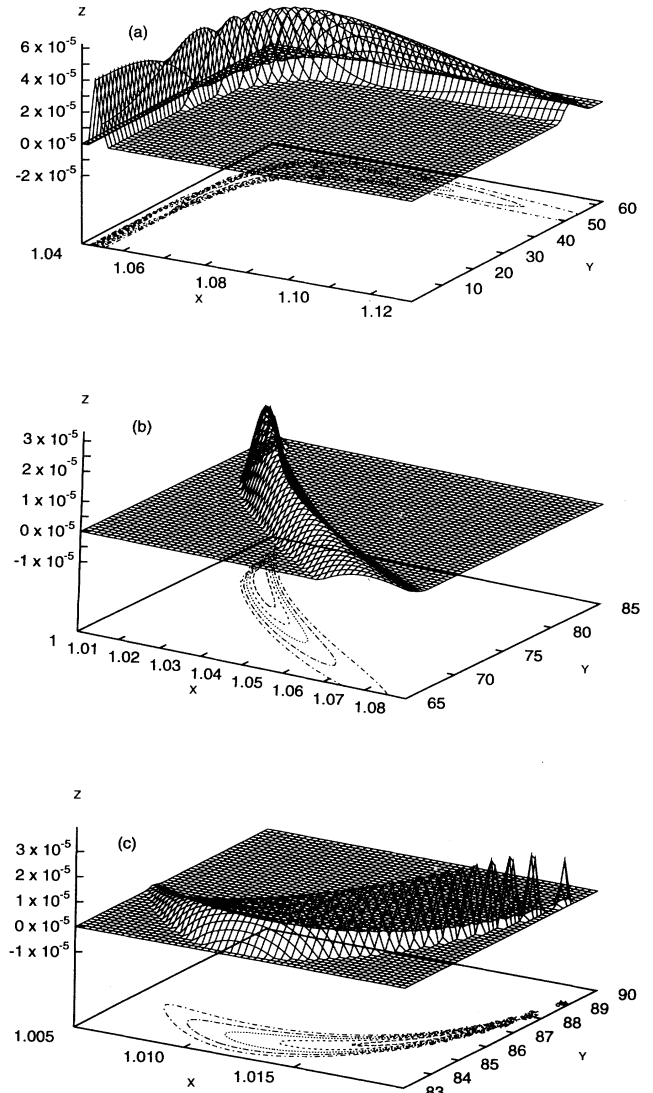 Z
(a)
6 x 10-5
4 x 10-5
2 x 10-5
0 x 10-5
-2 x 10-5
60
50
40
30
20
10
Y
1.04
1.06
1.08
1.10
1.12
X
Z
(b)
3 x 10-5
2 x 10-5
1 x 10-5
0 x 10-5
-1 x 10-5
85
80
75
70
65
Y
1
1.01
1.02
1.03
1.04
1.05
1.06
1.07
1.08
X
Z
(c)
3 x 10-5
2 x 10-5
1 x 10-5
0 x 10-5
-1 x 10-5
90
89
88
87
86
85
84
83
Y
1.005
1.010
1.015
X